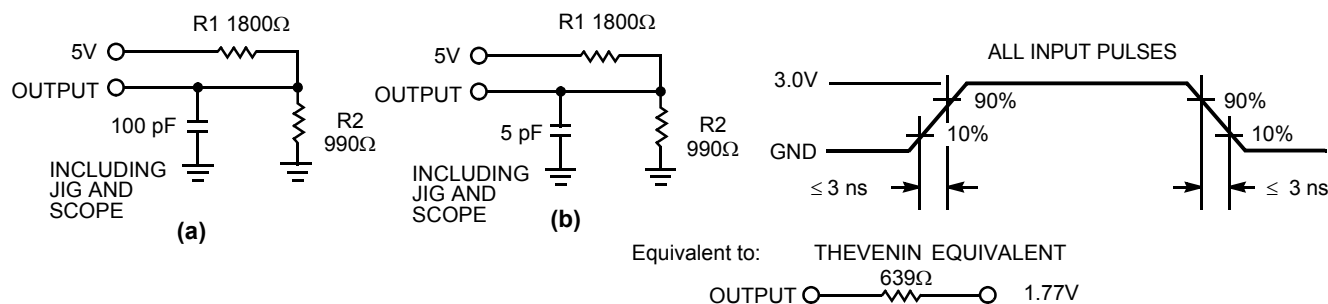 R1 1800Ω
5V
OUTPUT
100 pF
R2
990Ω
INCLUDING
JIG AND
SCOPE
(a)
R1 1800Ω
5V
OUTPUT
5 pF
R2
990Ω
INCLUDING
JIG AND
SCOPE
(b)
ALL INPUT PULSES
3.0V
90%
10%
90%
10%
GND
≤ 3 ns
≤ 3 ns
Equivalent to: THEVENIN EQUIVALENT
639Ω
OUTPUT 1.77V